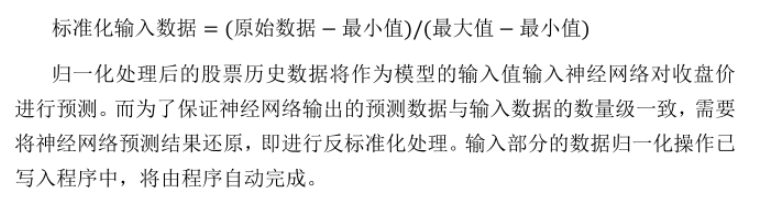 标准化输入数据 = (原始数据 − 最小值)/(最大值 − 最小值)
归一化处理后的股票历史数据将作为模型的输入值输入神经网络对收盘价
进行预测。而为了保证神经网络输出的预测数据与输入数据的数量级一致，需要
将神经网络预测结果还原，即进行反标准化处理。输入部分的数据归一化操作已
写入程序中，将由程序自动完成。